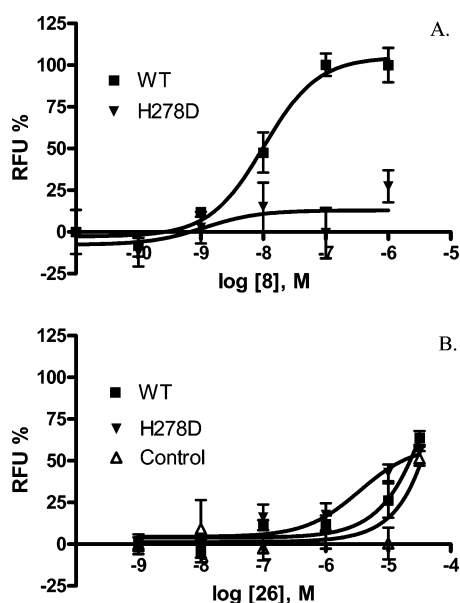 A.
125
100
75
50
25
0
-25
RFU %
WT
H278D
-10 -9 -8 -7 -6 -5
log [8], M
B.
125
100
75
50
25
0
-25
RFU %
WT
H278D
Control
-9 -8 -7 -6 -5 -4
log [26], M